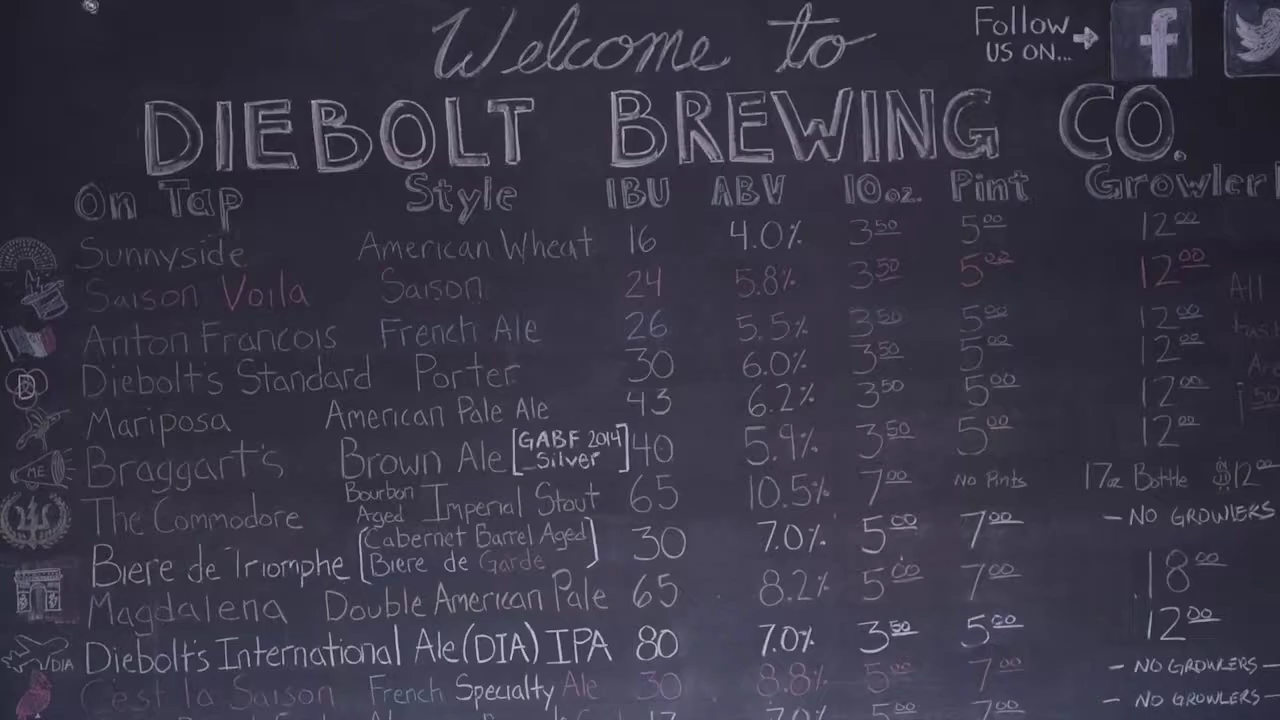 Welcome to
Follow
US ON...
DIEBOLT BREWING CO.
On Tap Style IBU ABV 10oz. Pint Growler
Sunnyside American Wheat 16 4.0% 3.50 5.00 12.00
Saison Voila Saison 24 5.8% 3.50 5.00 12.00
All
Anton Francois French Ale 26 5.5% 3.50 5.00 12.00
Diebolt's Standard Porter 30 6.0% 3.50 5.00 12.00
Mariposa American Pale Ale 43 6.2% 3.50 5.00 12.00
Braggart's Brown Ale [GABF 2014 Silver] 40 5.9% 3.50 5.00 12.00
The Commodore Bourbon Aged Imperial Stout 65 10.5% 7.00 No Pints 17oz Bottle $12.00
Biere de Triomphe [Cabernet Barrel Aged Biere de Garde] 30 7.0% 5.00 7.00 - NO GROWLERS
Magdalena Double American Pale 65 8.2% 5.00 7.00 18.00
DIA Diebolt's International Ale (DIA) IPA 80 7.0% 3.50 5.00 12.00
C'est la Saison French Specialty Ale 30 8.8% 5.00 7.00 - NO GROWLERS -
7.0% 5.00 7.00 - NO GROWLERS -